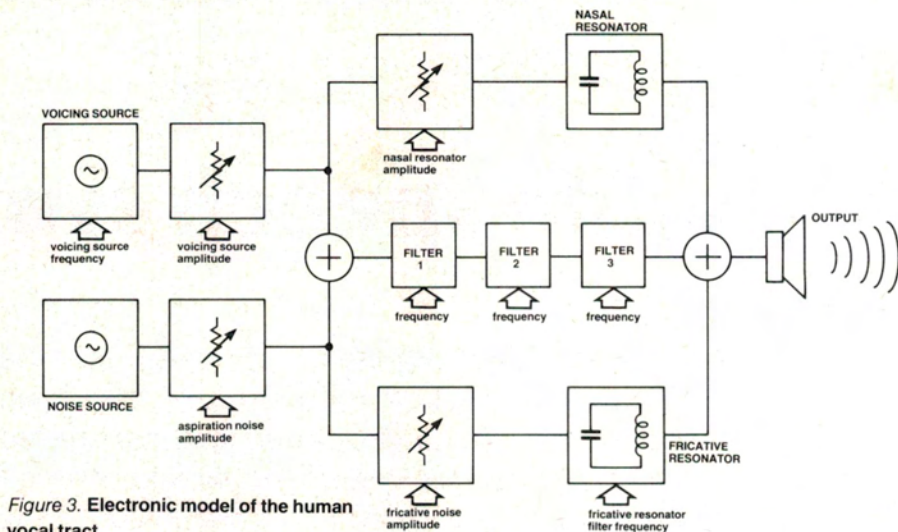 NASAL
RESONATOR
VOICING SOURCE
nasal resonator
amplitude
voicing source
frequency
voicing source
amplitude
OUTPUT
FILTER
1
FILTER
2
FILTER
3
frequency
frequency
frequency
NOISE SOURCE
aspiration noise
amplitude
FRICATIVE
RESONATOR
fricative noise
amplitude
fricative resonator
filter frequency
Figure 3. Electronic model of the human
vocal tract